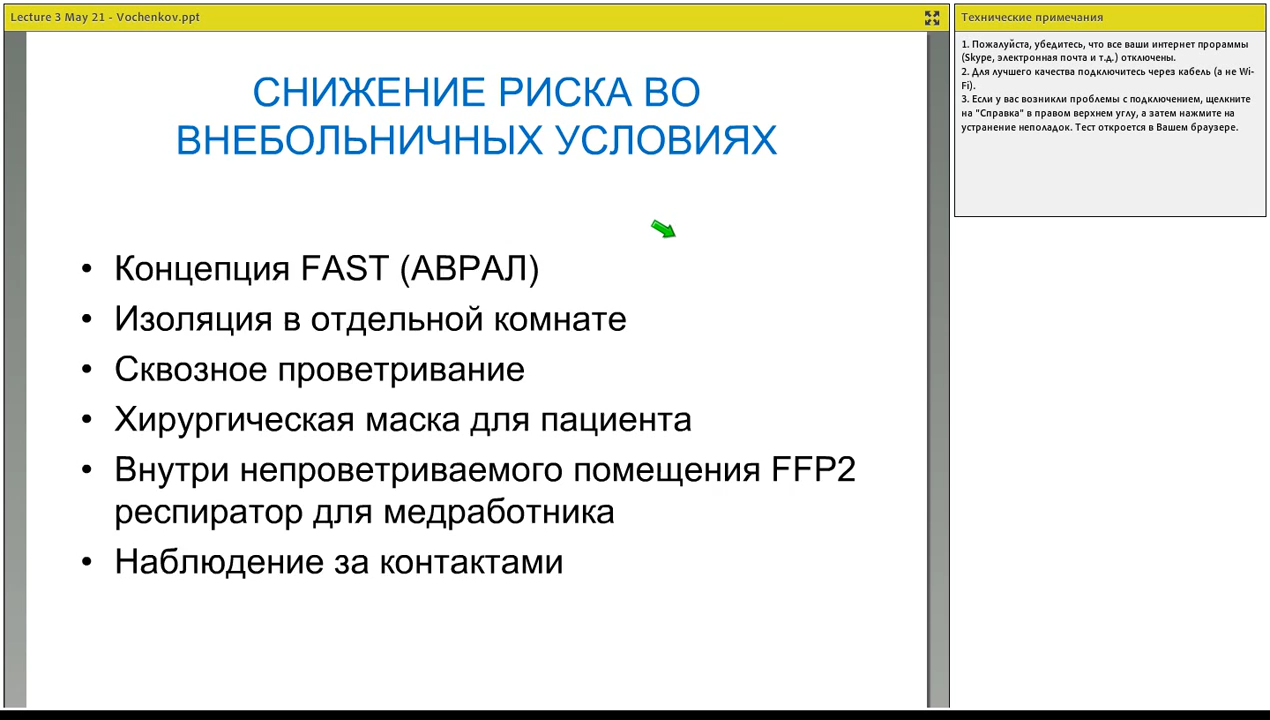 Lecture 3 May 21 - Vochenkov.ppt
СНИЖЕНИЕ РИСКА ВО
ВНЕБОЛЬНИЧНЫХ УСЛОВИЯХ
• Концепция FAST (АВРАЛ)
• Изоляция в отдельной комнате
• Сквозное проветривание
• Хирургическая маска для пациента
• Внутри непроветриваемого помещения FFP2
респиратор для медработника
• Наблюдение за контактами
Технические примечания
1. Пожалуйста, убедитесь, что все ваши интернет прораммы
(Skype, электронная почта и т.д.) отключены.
2. Для лучшего качества подключитесь через кабель (а не Wi-
Fi).
3. Если у вас возникли проблемы с подключением, щелкните
на "Справка" в правом верхнем углу, а затем нажмите на
устранение неполадок. Тест откроется в Вашем браузере.